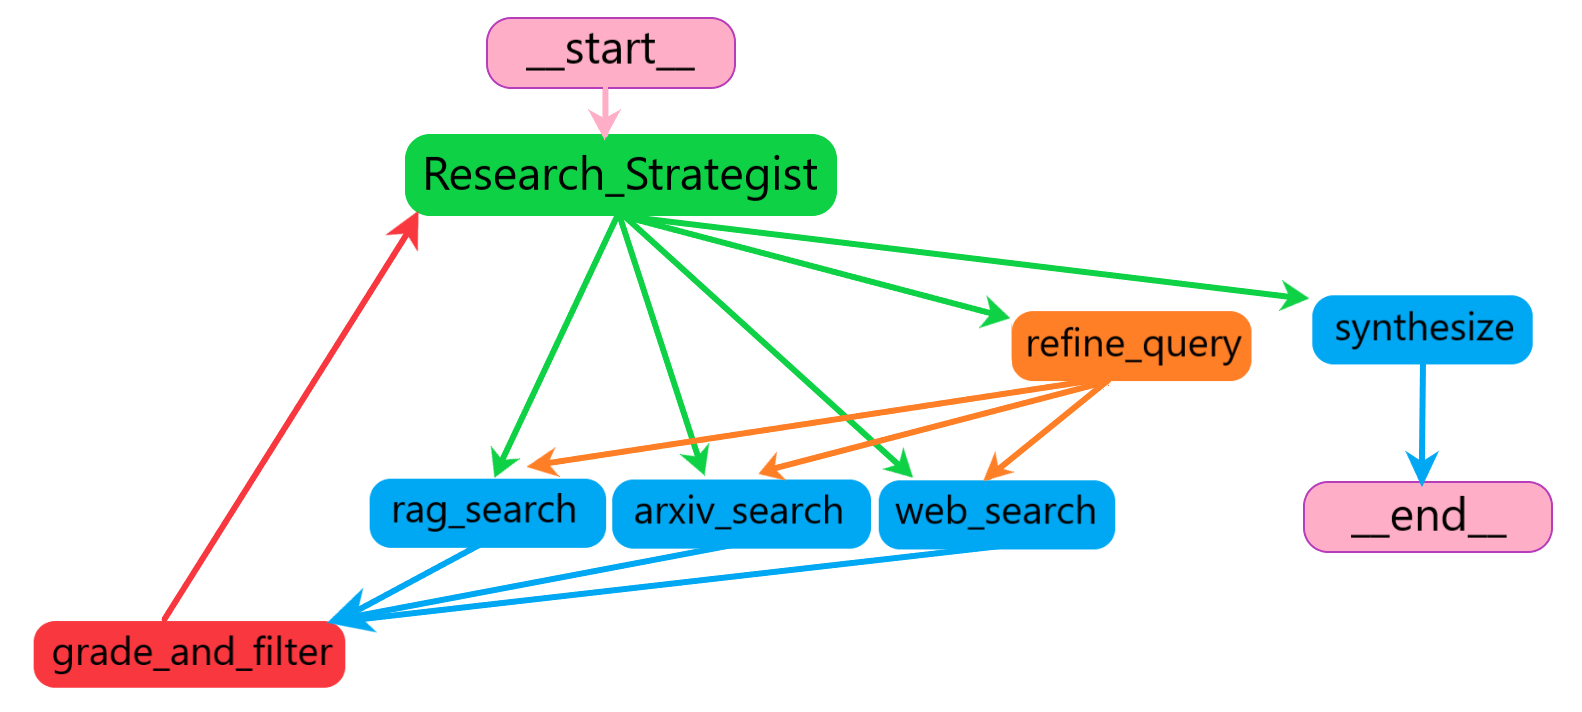 __start__
Research_Strategist
refine_query
synthesize
rag_search
arxiv_search
web_search
__end__
grade_and_filter